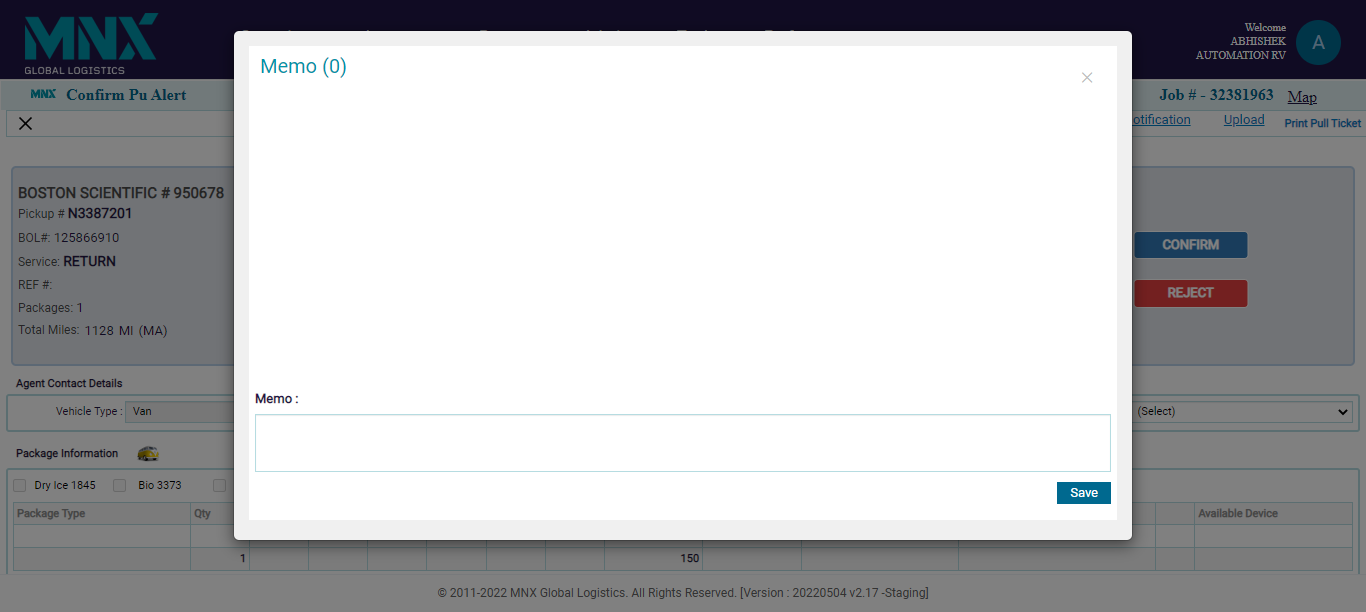 MNX
GLOBAL LOGISTICS
Welcome
ABHISHEK
AUTOMATION RV
A
MNX Confirm Pu Alert
Job # - 32381963 Map
otification Upload Print Pull Ticket
Memo (0)
BOSTON SCIENTIFIC # 950678
Pickup # N3387201
BOL#: 125866910
Service: RETURN
REF #:
Packages: 1
Total Miles: 1128 MI (MA)
CONFIRM
REJECT
Agent Contact Details
Vehicle Type : Van
(Select)
Memo :
Save
Package Information
Dry Ice 1845 Bio 3373
Package Type Qty Available Device
1 150
© 2011-2022 MNX Global Logistics. All Rights Reserved. [Version : 20220504 v2.17 -Staging]